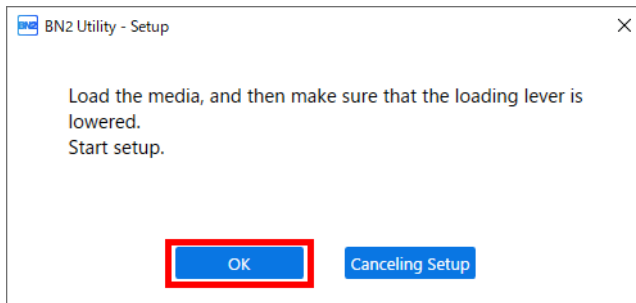 BN2 BN2 Utility - Setup
Load the media, and then make sure that the loading lever is
lowered.
Start setup.
OK Canceling Setup